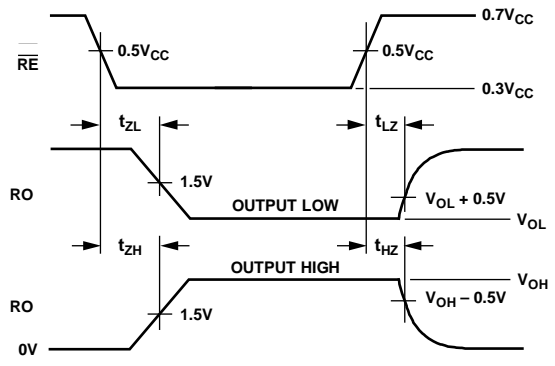 0.7VCC
RE 0.5VCC 0.5VCC
0.3VCC
tZL tLZ
RO 1.5V OUTPUT LOW VOL + 0.5V
VOL
tZH tHZ
OUTPUT HIGH VOH
RO 1.5V VOH – 0.5V
0V